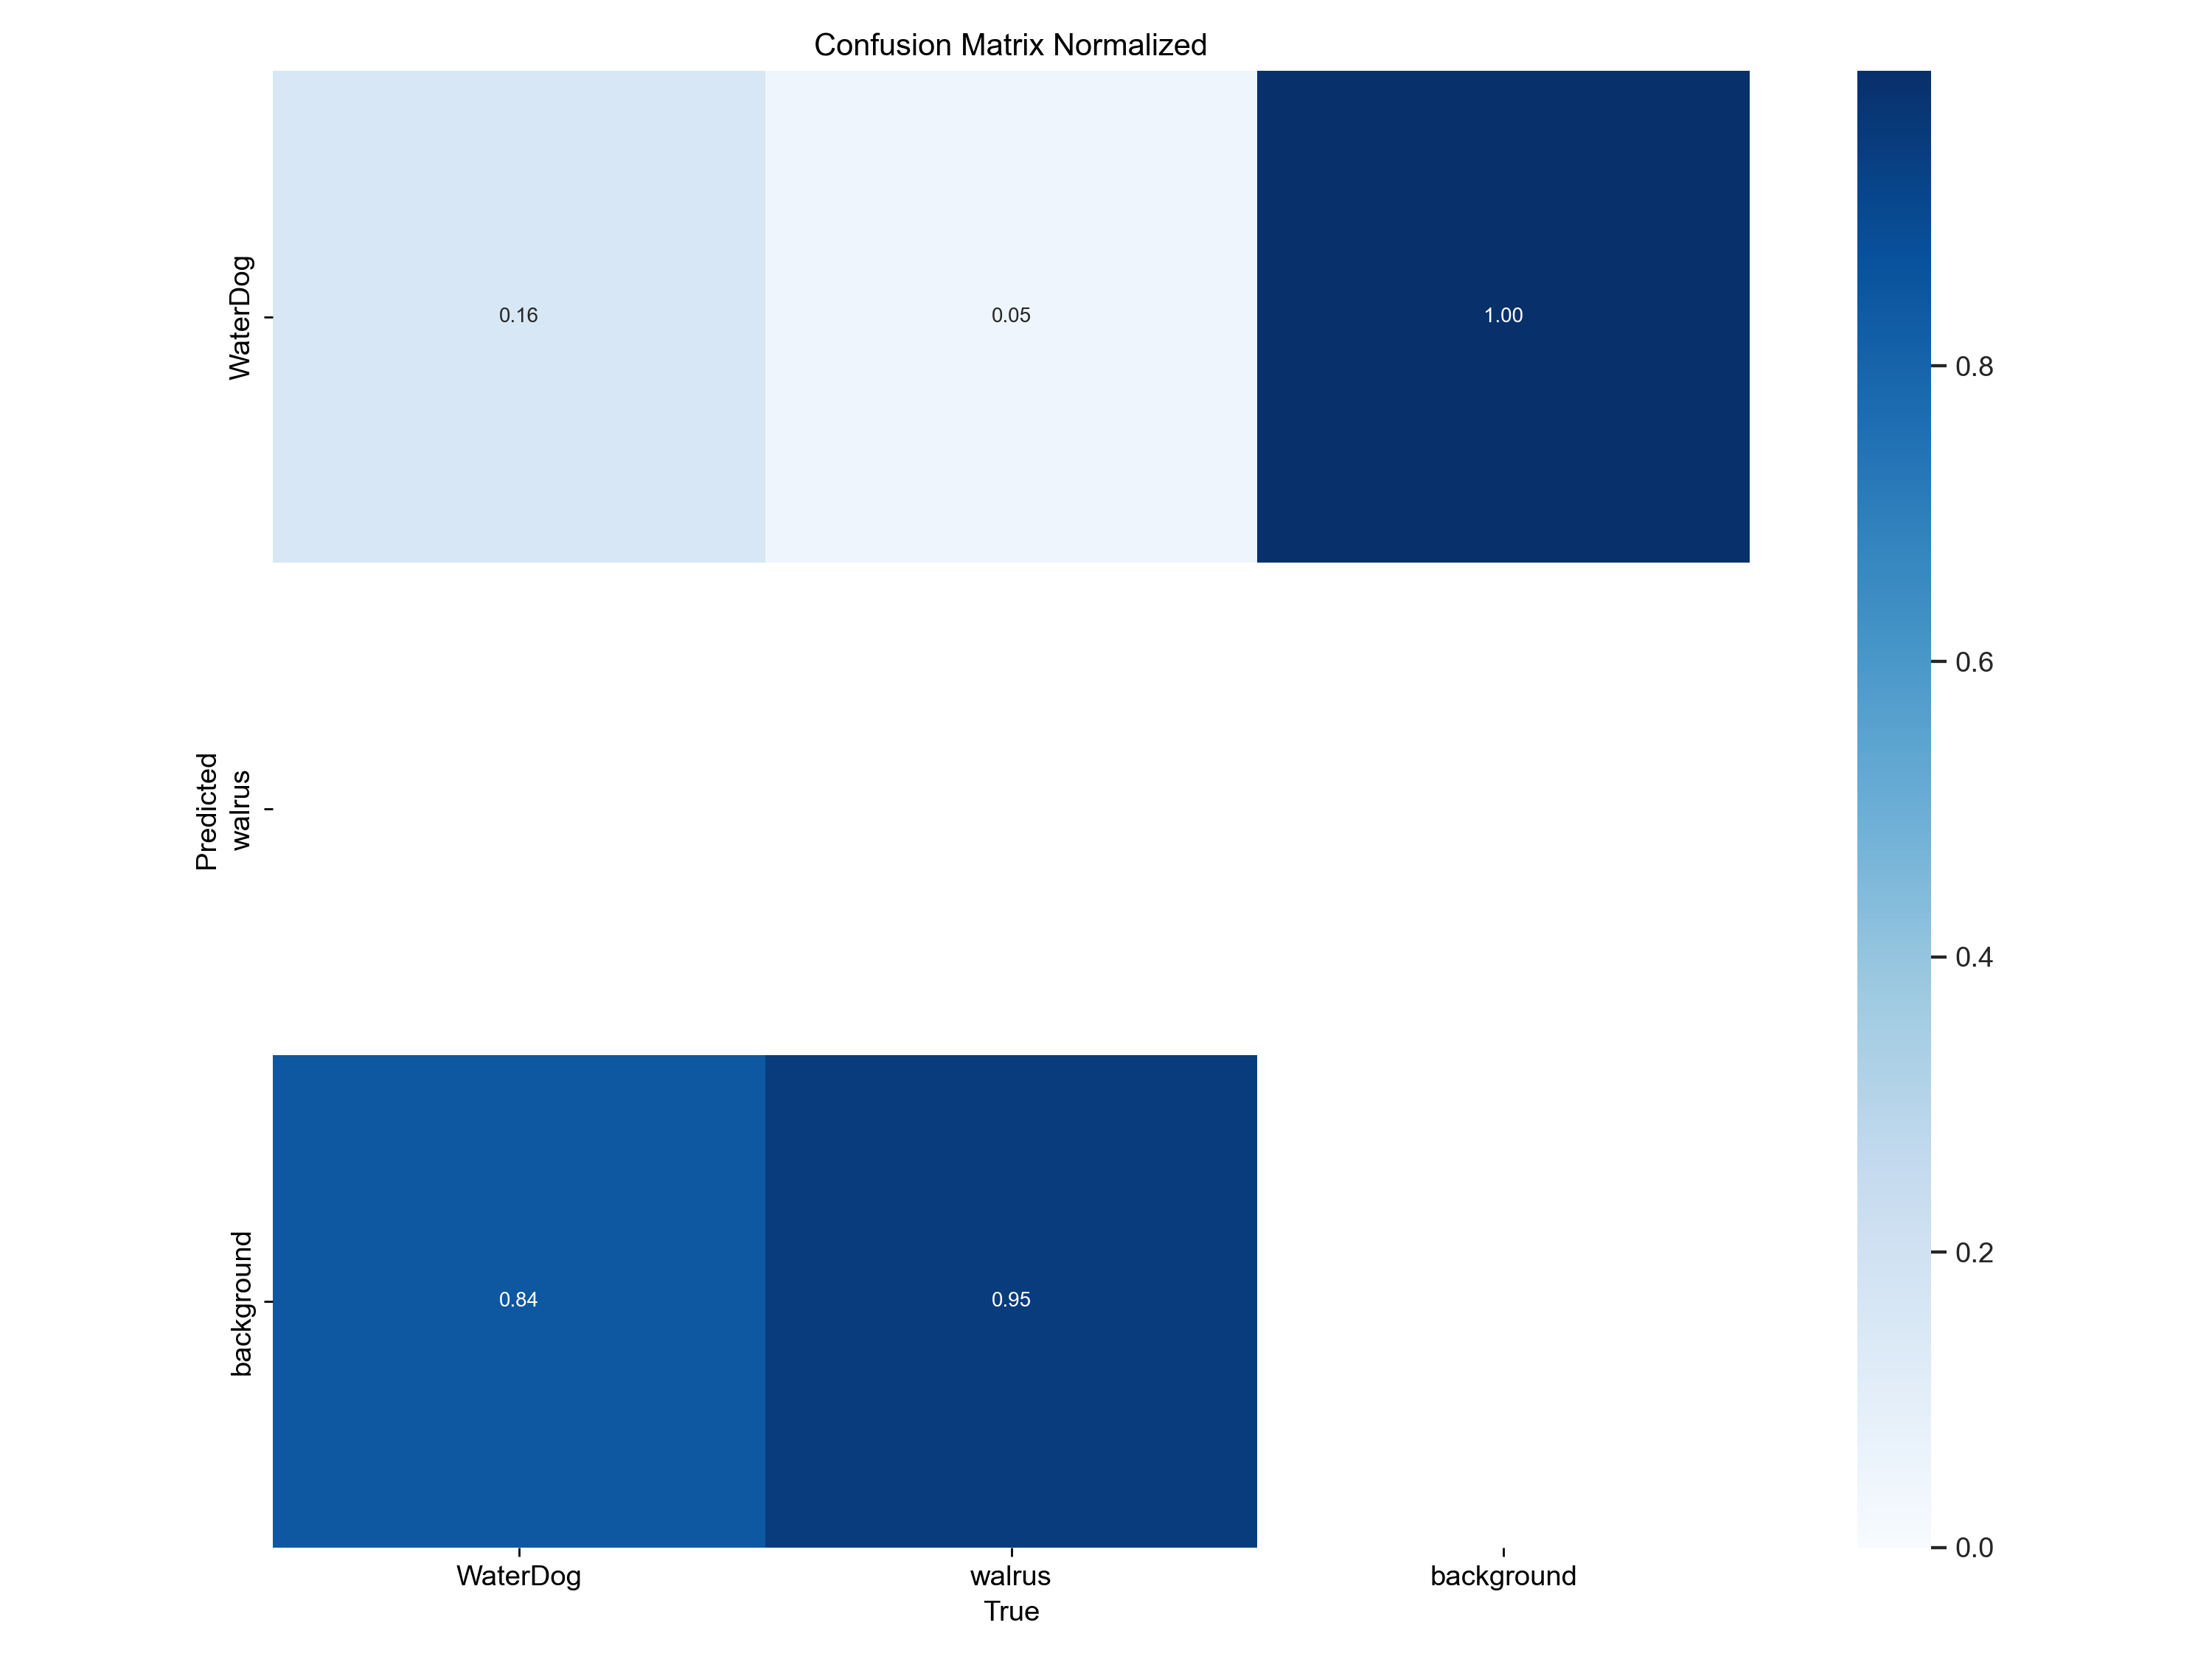 Confusion Matrix Normalized
WaterDog
0.16
0.05
1.00
Predicted
walrus
background
0.84
0.95
WaterDog
walrus
background
True
0.8
0.6
0.4
0.2
0.0